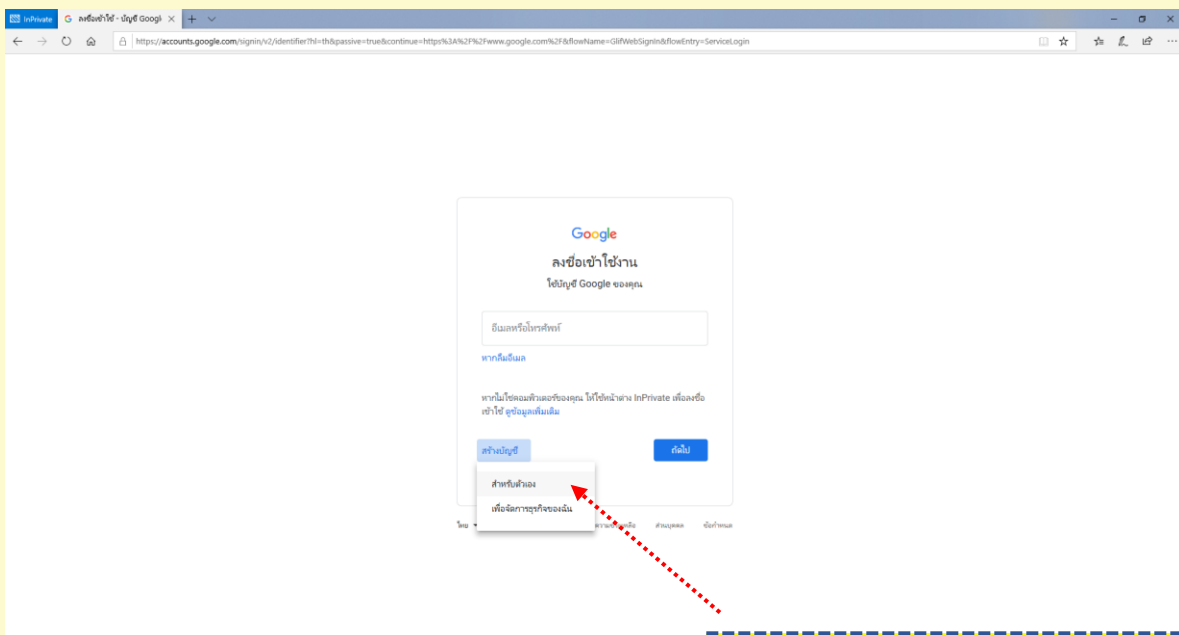 InPrivate
ลงชื่อเข้าใช้ - บัญชี Googl
https://accounts.google.com/signin/v2/identifier?hl=th&passive=true&continue=https%3A%2F%2Fwww.google.com%2F&flowName=GlifWebSignIn&flowEntry=ServiceLogin
Google
ลงชื่อเข้าใช้งาน
ใช้บัญชี Google ของคุณ
อีเมลหรือโทรศัพท์
หากลืมอีเมล
หากไม่ใช่คอมพิวเตอร์ของคุณ ให้ใช้หน้าต่าง InPrivate เพื่อลงชื่อ
เข้าใช้ ดูข้อมูลเพิ่มเติม
สร้างบัญชี ถัดไป
สำหรับตัวเอง
เพื่อจัดการธุรกิจของฉัน
ไทย ส่วนบุคคล ข้อกำหนด